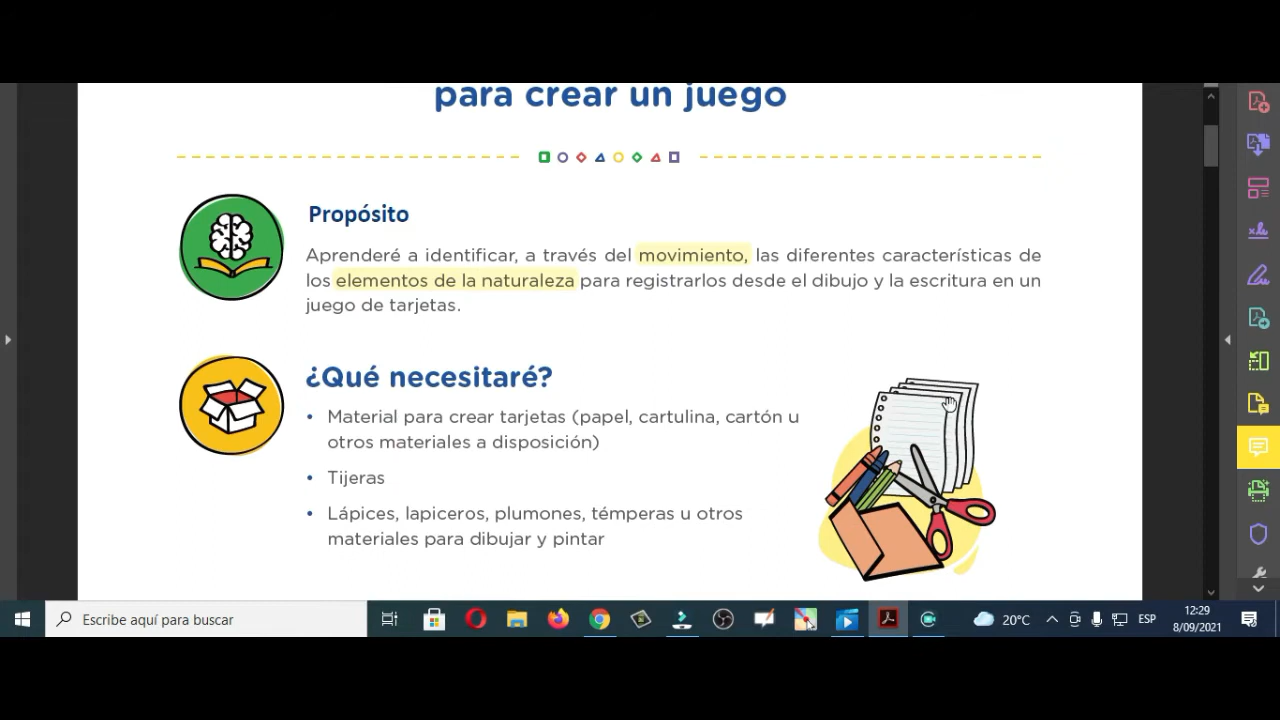 para crear un juego
Propósito
Aprenderé a identificar, a través del movimiento, las diferentes características de
los elementos de la naturaleza para registrarlos desde el dibujo y la escritura en un
juego de tarjetas.
¿Qué necesitaré?
• Material para crear tarjetas (papel, cartulina, cartón u
otros materiales a disposición)
• Tijeras
• Lápices, lapiceros, plumones, témperas u otros
materiales para dibujar y pintar
Escribe aquí para buscar
20°C
ESP
12:29
8/09/2021